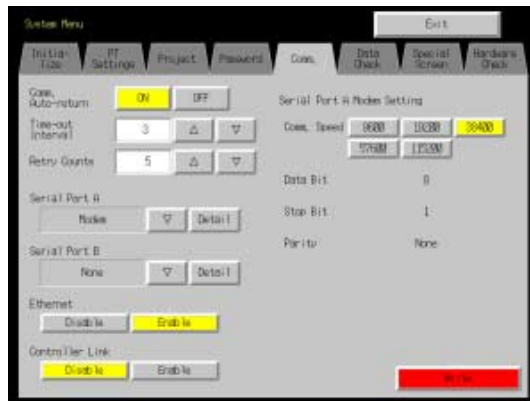 System Menu
Exit
Initia-
lize
PT
Settings
Project
Password
Comm.
Data
Check
Special
Screen
Hardware
Check
Comm.
Auto-return
ON
OFF
Time-out
Interval
3
△
▽
Retry Counts
5
△
▽
Serial Port A
Modem
▽
Detail
Serial Port B
None
▽
Detail
Ethernet
Disable
Enable
Controller Link
Disable
Enable
Serial Port A Modem Setting
Comm. Speed
9600
19200
38400
57600
115200
Data Bit
8
Stop Bit
1
Parity
None
Write